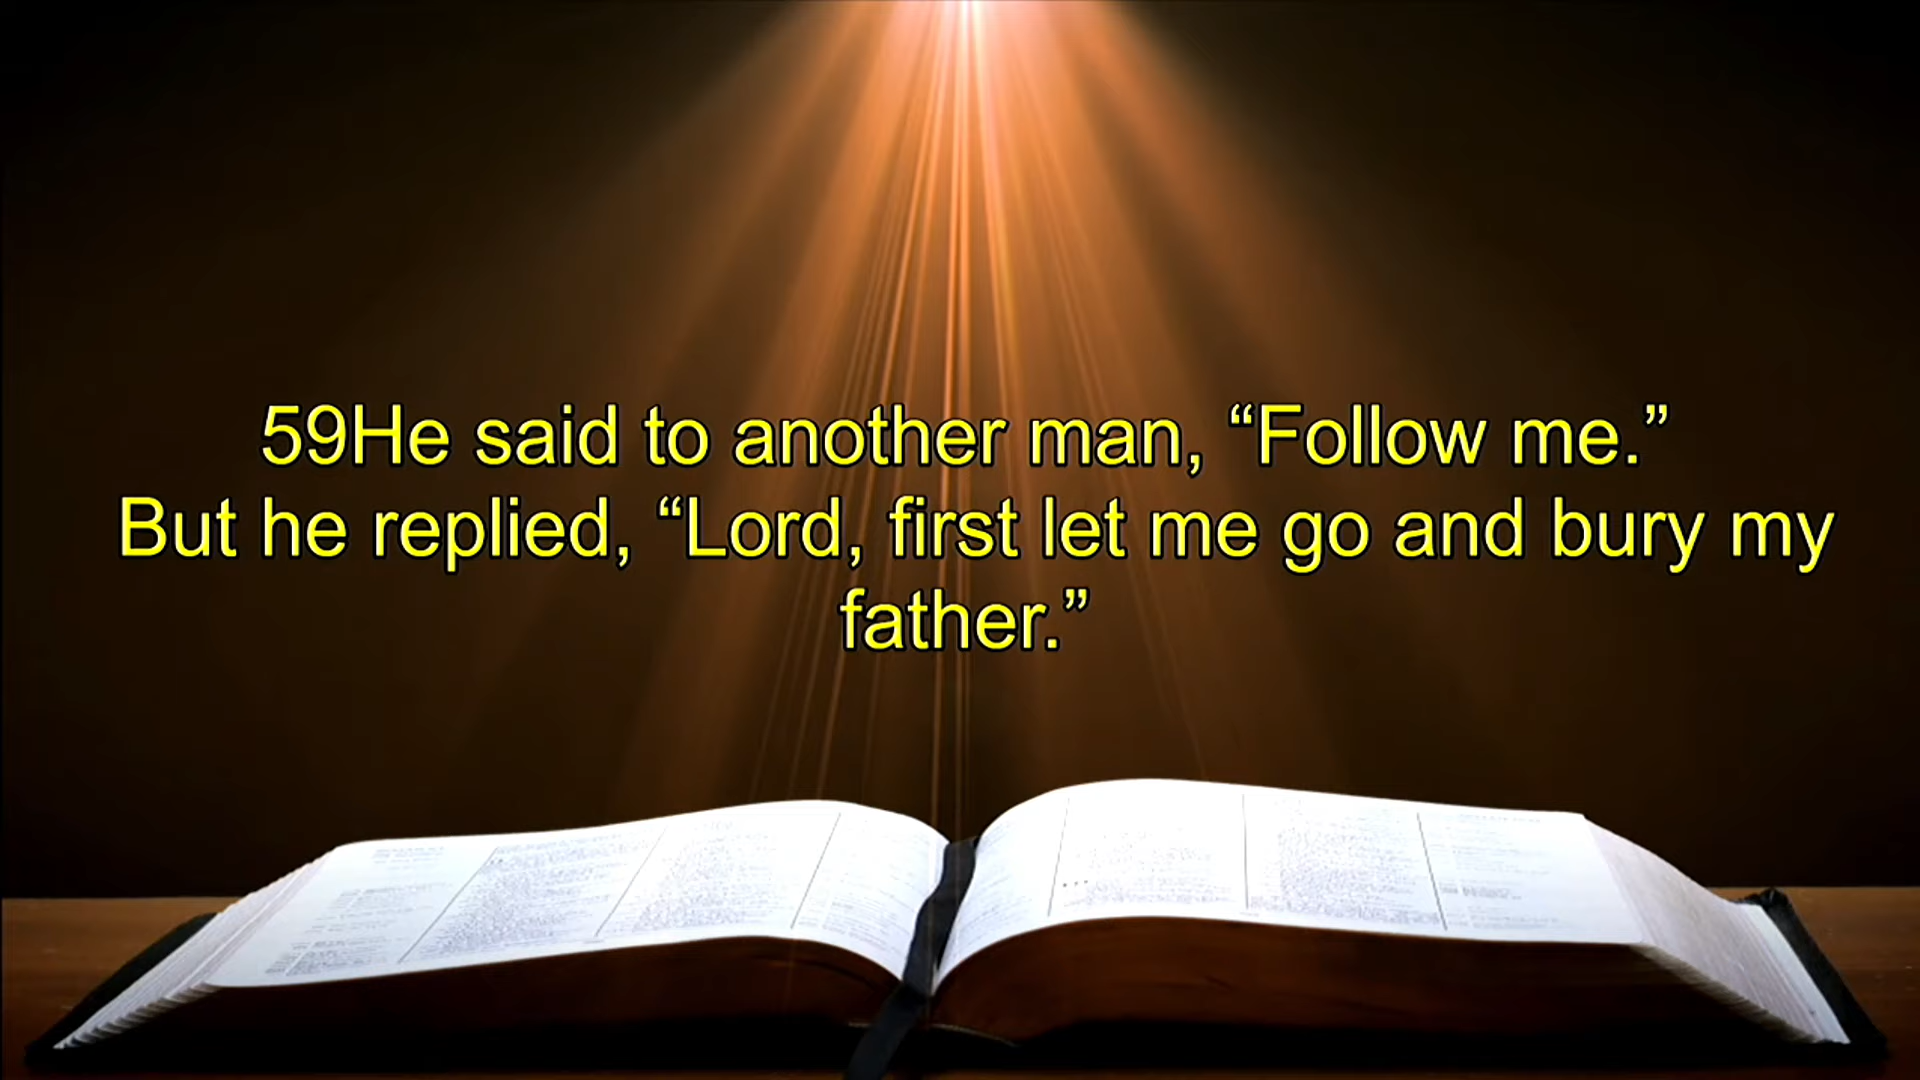 59He said to another man, “Follow me.”
But he replied, “Lord, first let me go and bury my
father.”